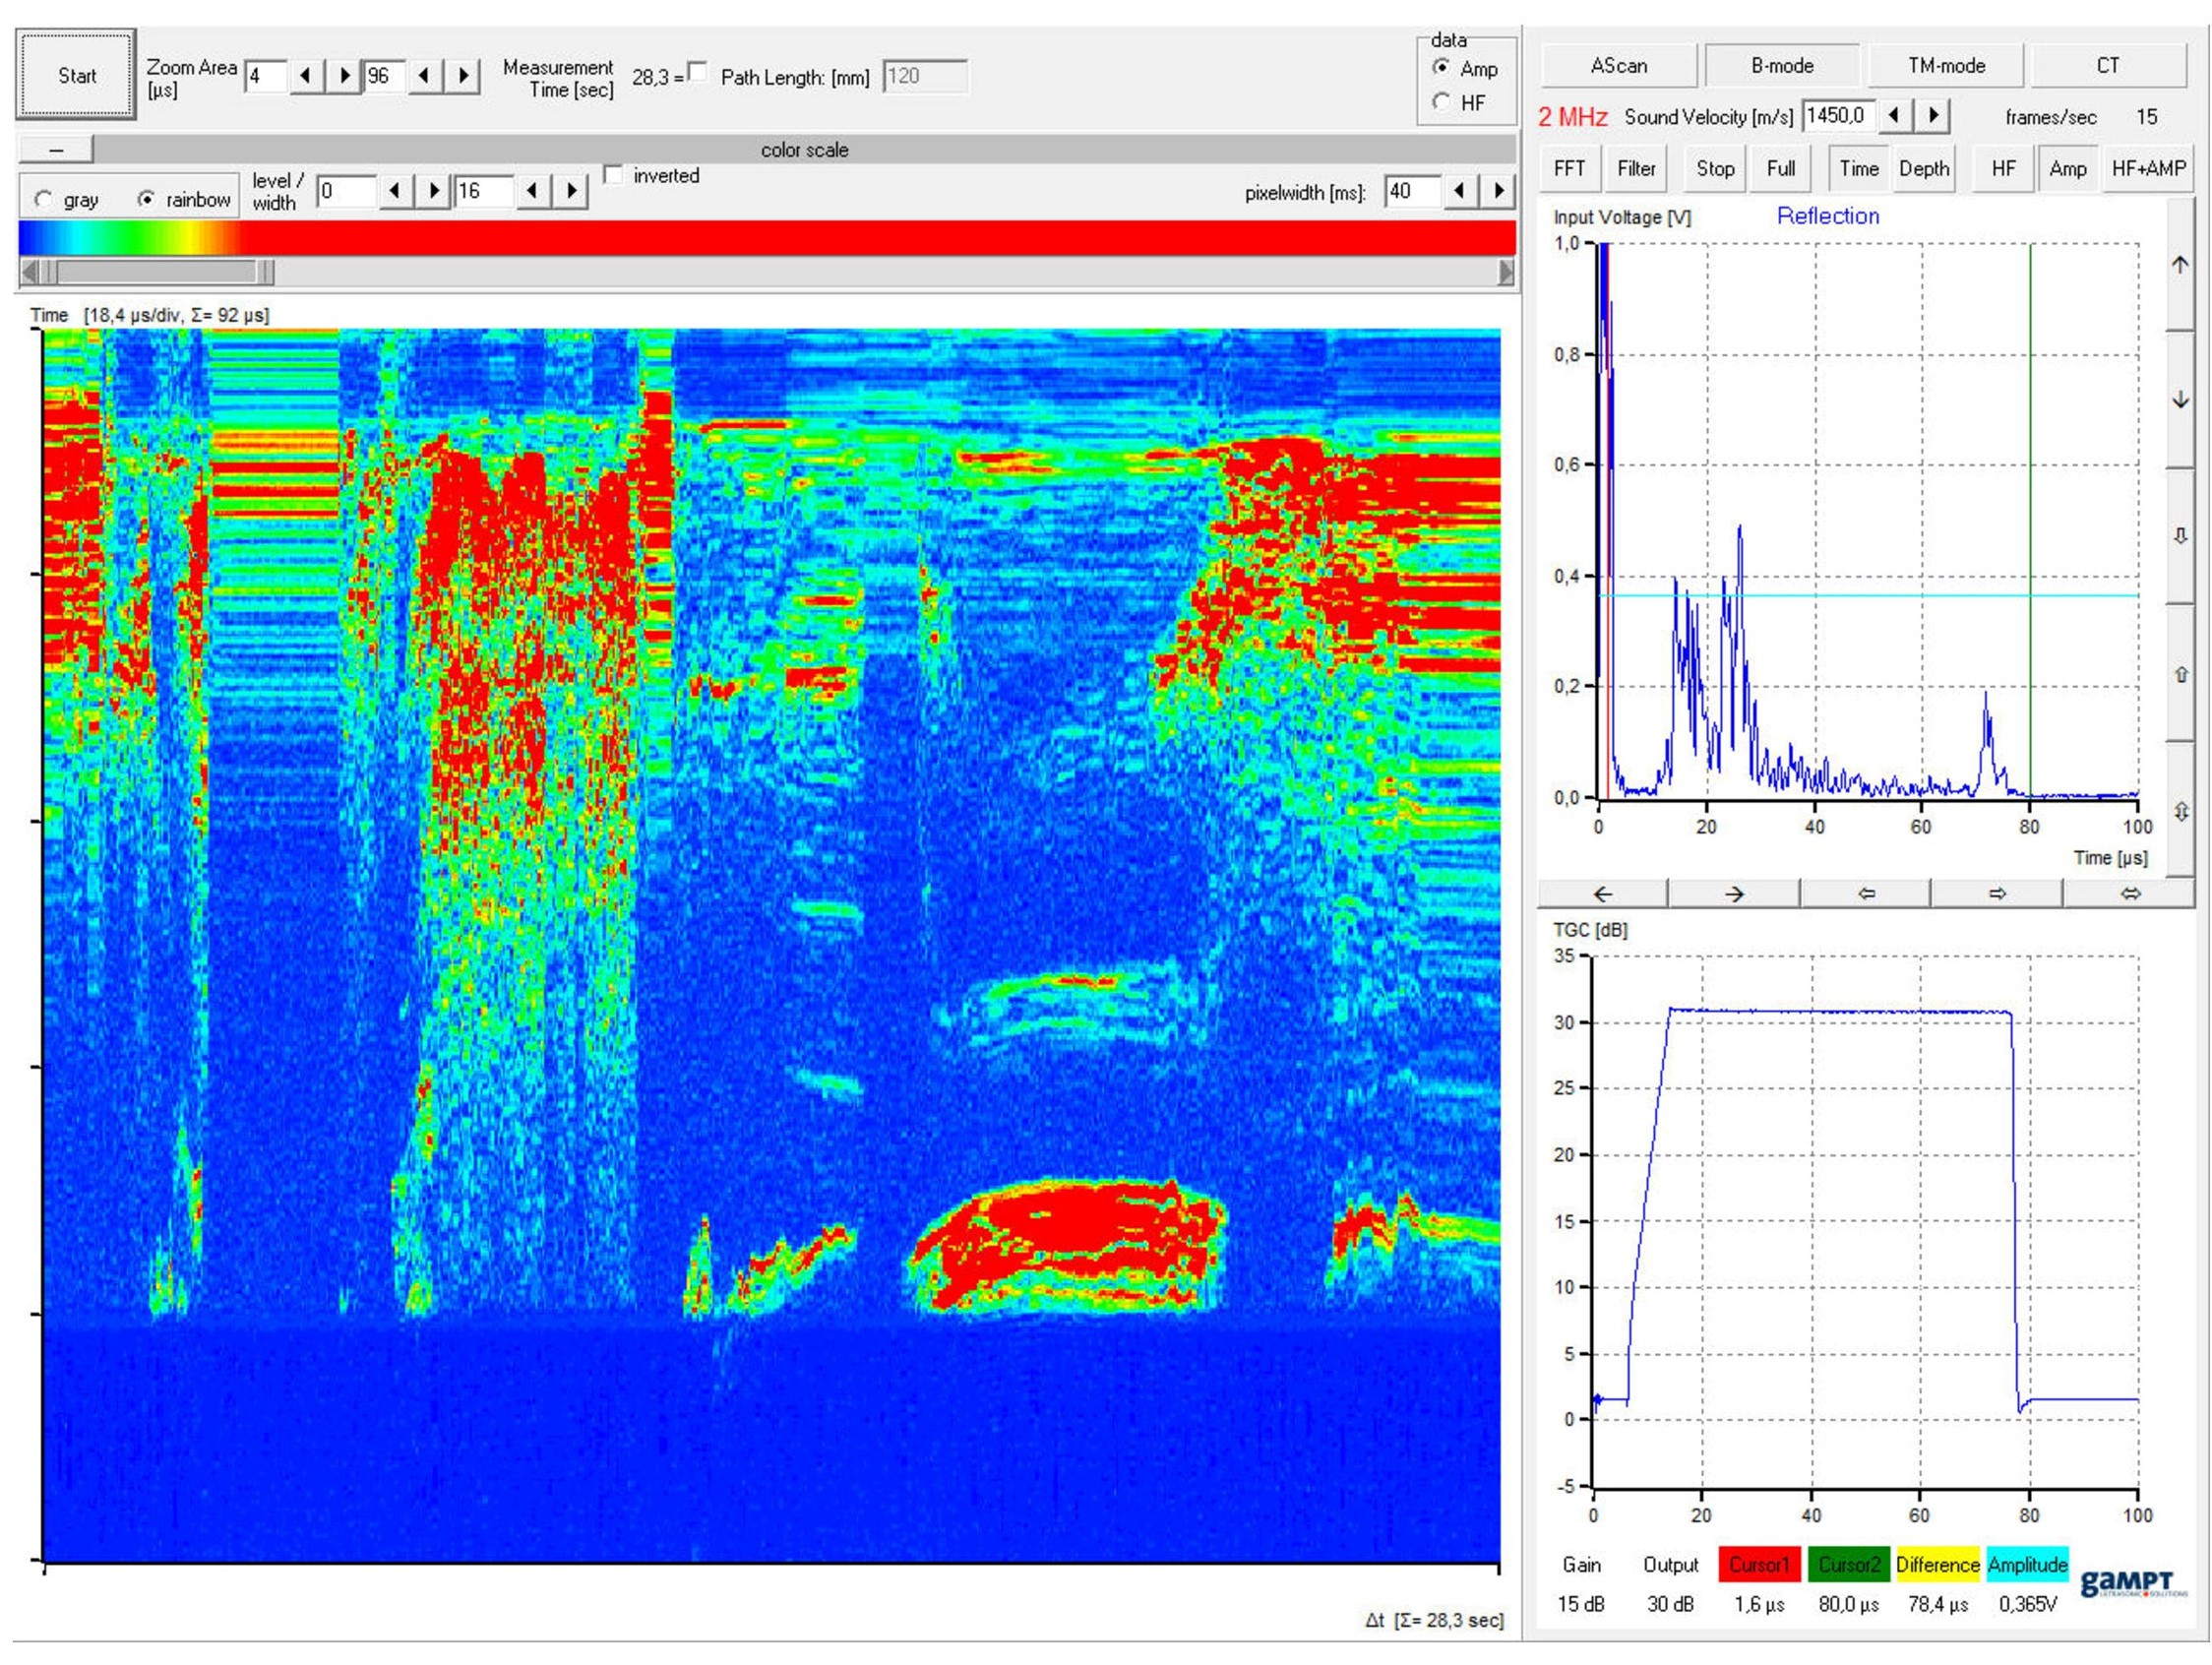 Start
Zoom Area [µs] 4 96
Measurement Time [sec] 28,3 =
Path Length: [mm] 120
data
Amp
HF
AScan B-mode TM-mode CT
2 MHz Sound Velocity [m/s] 1450,0 frames/sec 15
color scale
gray rainbow
level / width 0 16
inverted
pixelwidth [ms]: 40
FFT Filter Stop Full Time Depth HF Amp HF+AMP
Time [18,4 µs/div, Σ= 92 µs]
Δt [Σ= 28,3 sec]
Input Voltage [V] Reflection
1,0
0,8
0,6
0,4
0,2
0,0
0 20 40 60 80 100
Time [µs]
TGC [dB]
35
30
25
20
15
10
5
0
-5
0 20 40 60 80 100
Gain Output Cursor1 Cursor2 Difference Amplitude
15 dB 30 dB 1,6 µs 80,0 µs 78,4 µs 0,365V
gAMPT
ULTRASONIC SOLUTIONS